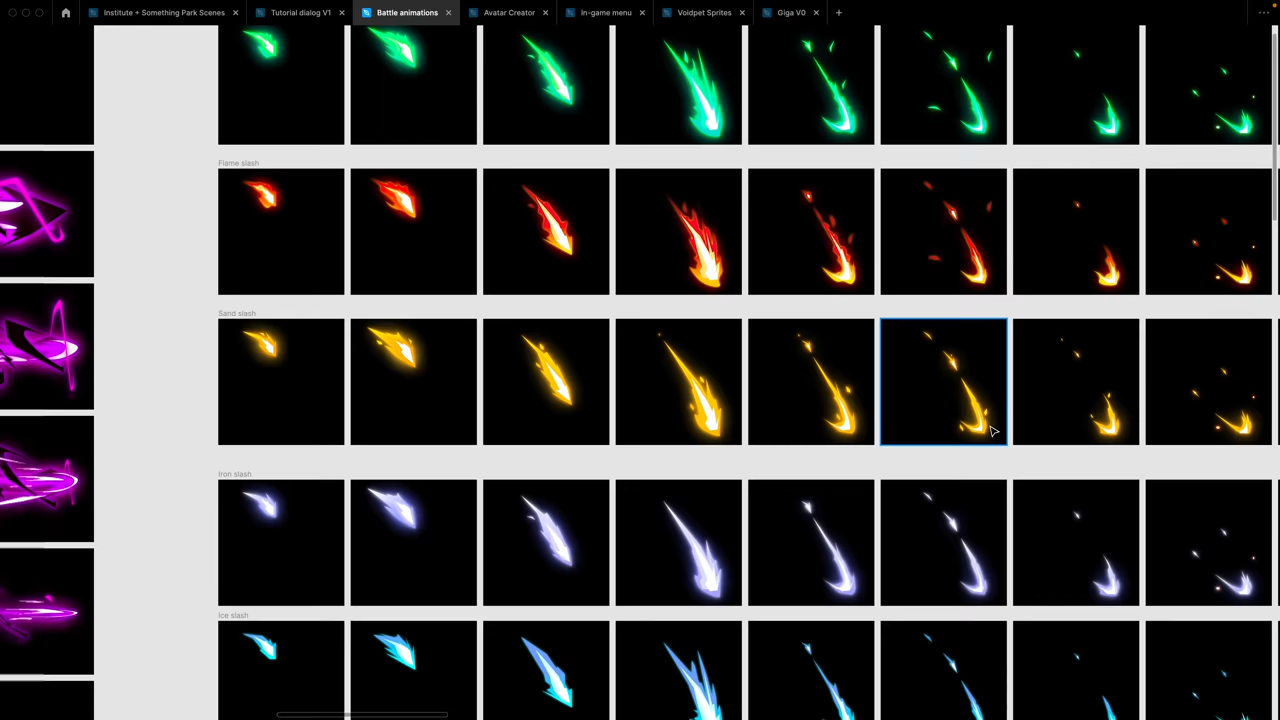 Institute + Something Park Scenes
Tutorial dialog V1
Battle animations
Avatar Creator
In-game menu
Voidpet Sprites
Giga V0
Flame slash
Sand slash
Iron slash
Ice slash